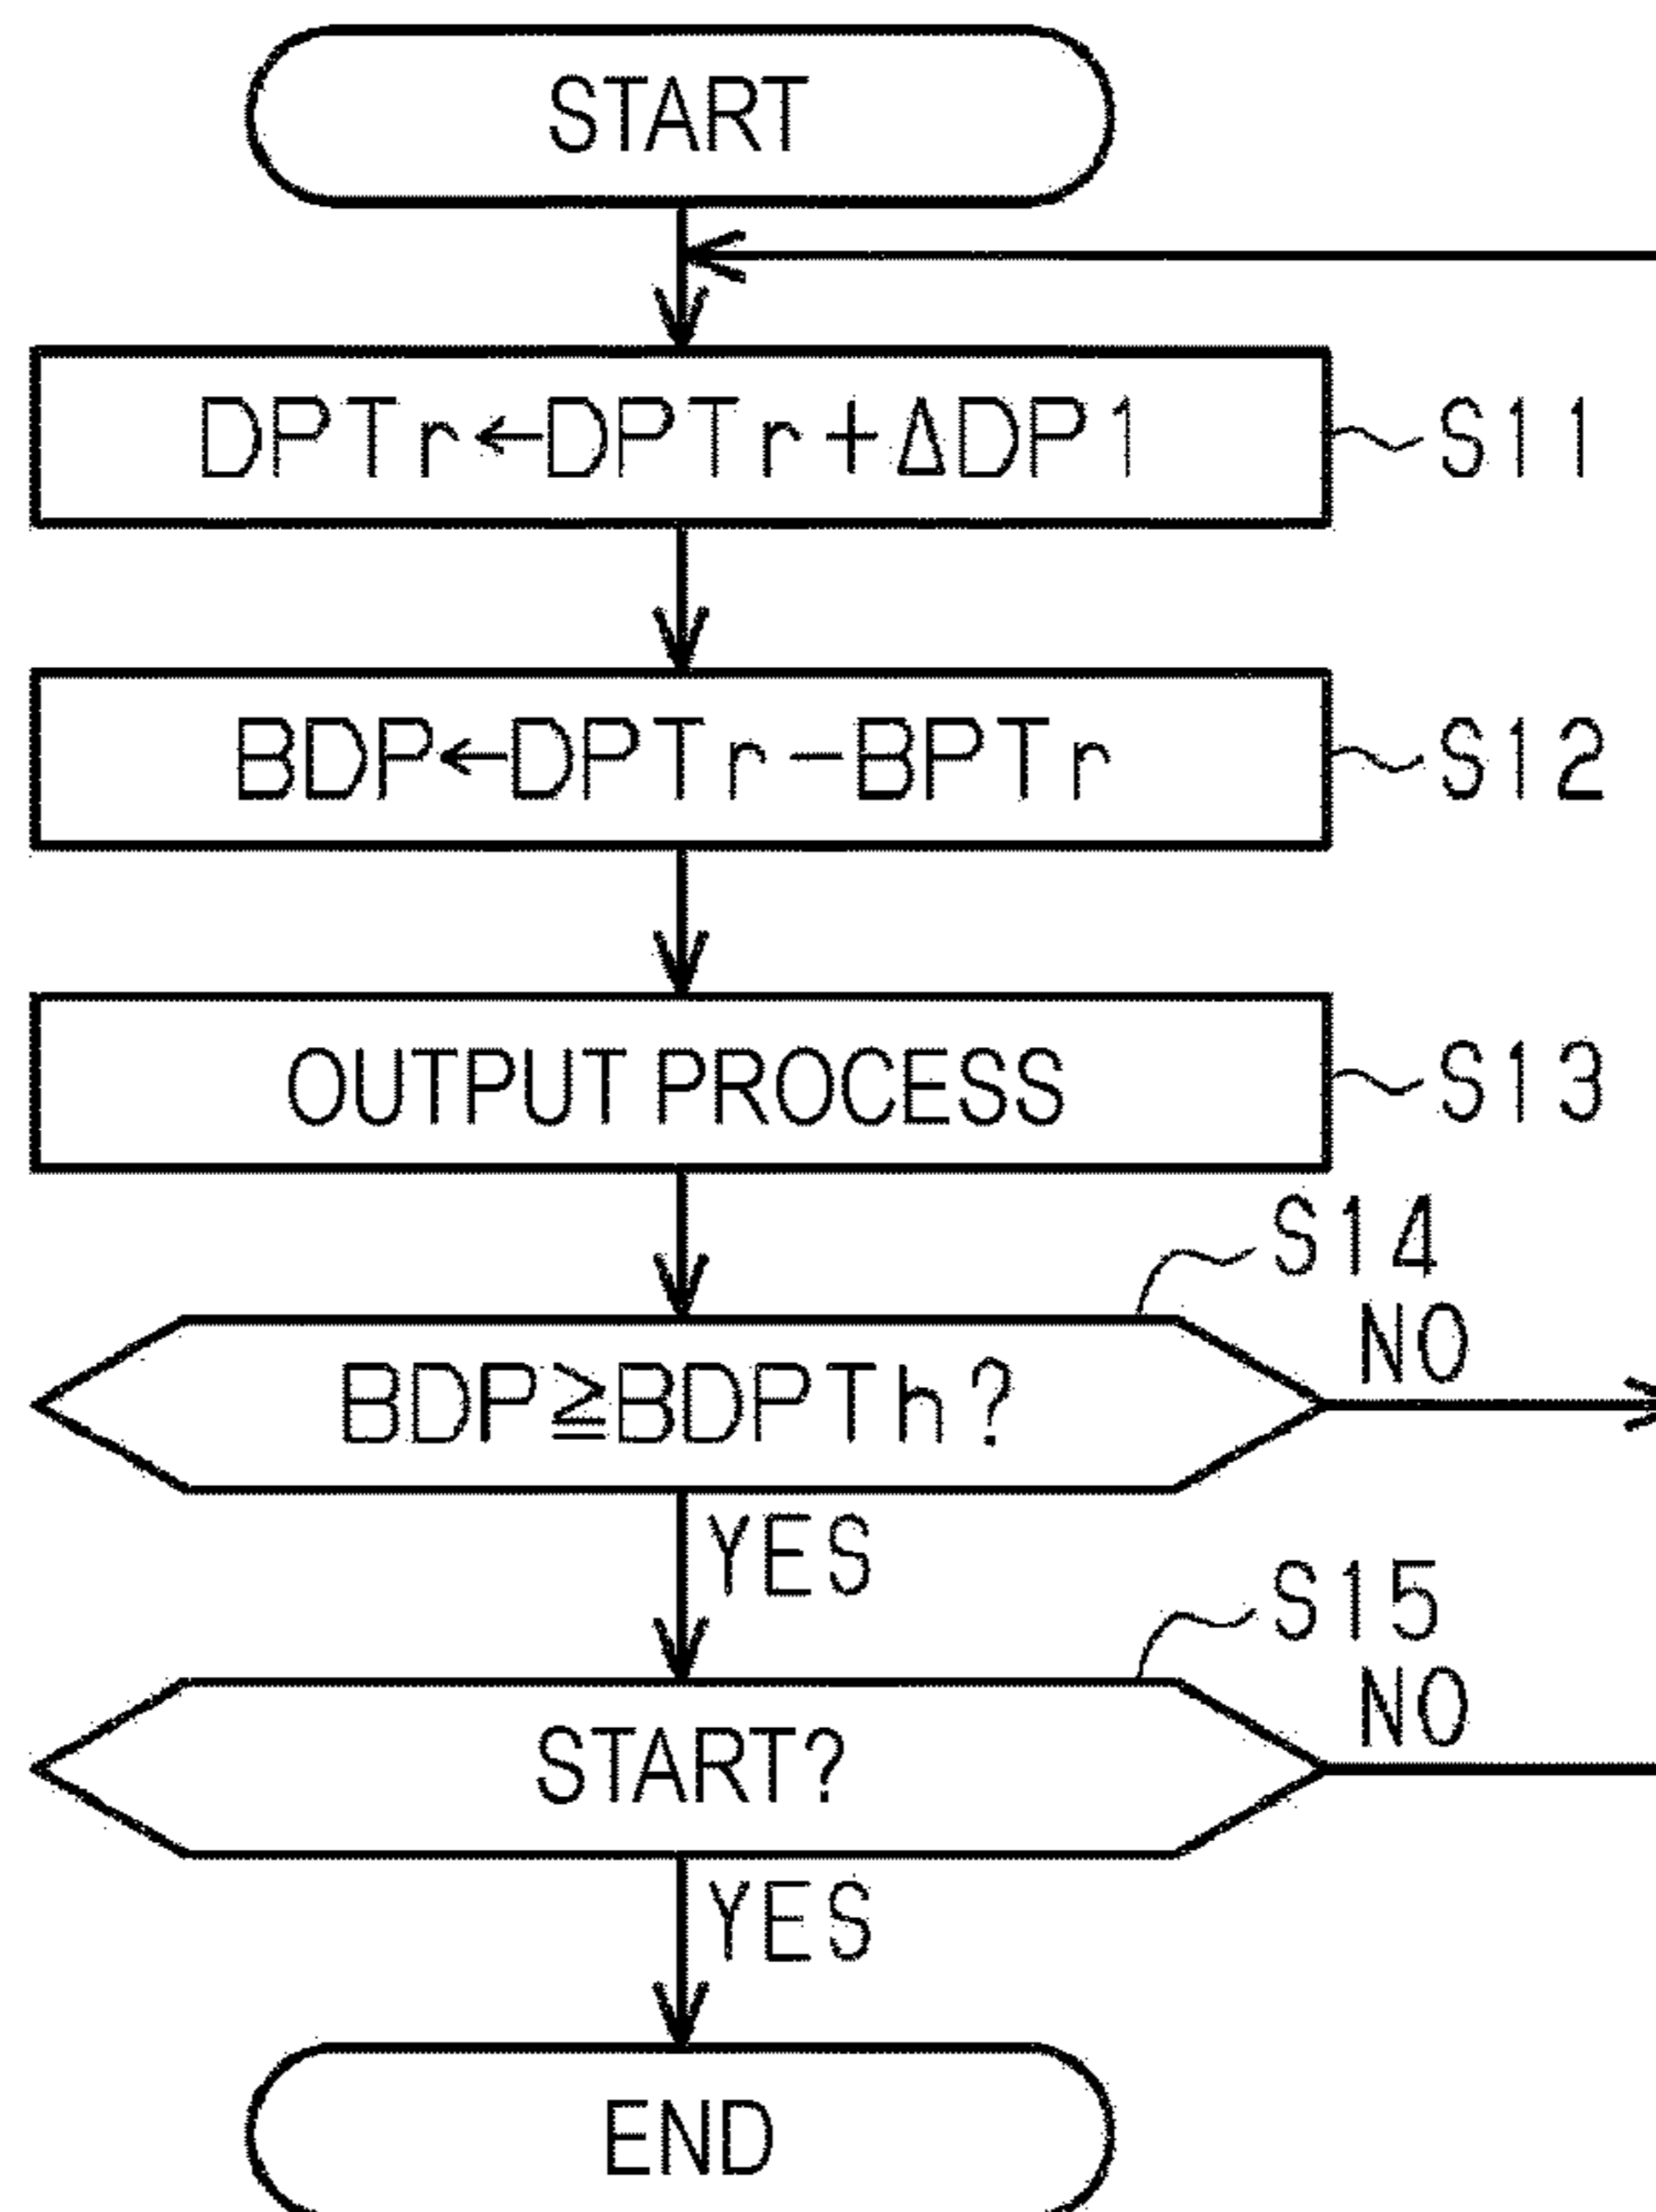 START
DPTr←DPTr+ΔDP1
S11
BDP←DPTr−BPTr
S12
OUTPUT PROCESS
S13
S14
NO
BDP≧BDPTh?
YES
S15
NO
START?
YES
END